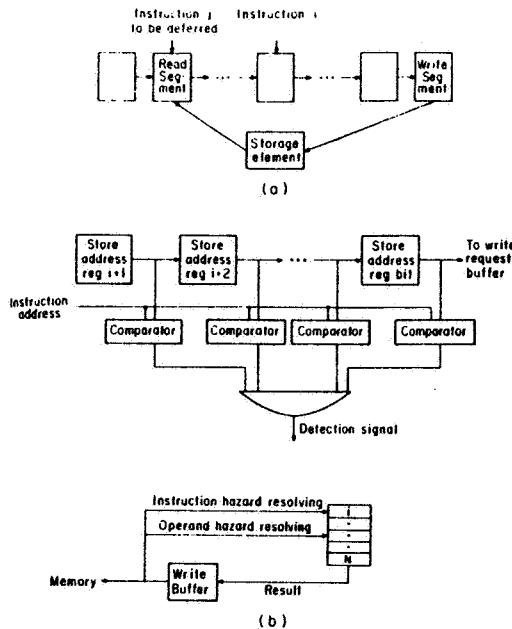 Instruction j
to be deferred
Instruction i
Read
Seg-
ment
Write
Seg
ment
Storage
element
(a)
Store
address
reg i+1
Store
address
reg i+2
Store
address
reg bit
To write
request
buffer
Instruction
address
Comparator
Comparator
Comparator
Comparator
Detection signal
Instruction hazard resolving
Operand hazard resolving
N
Memory
Write
Buffer
Result
(b)